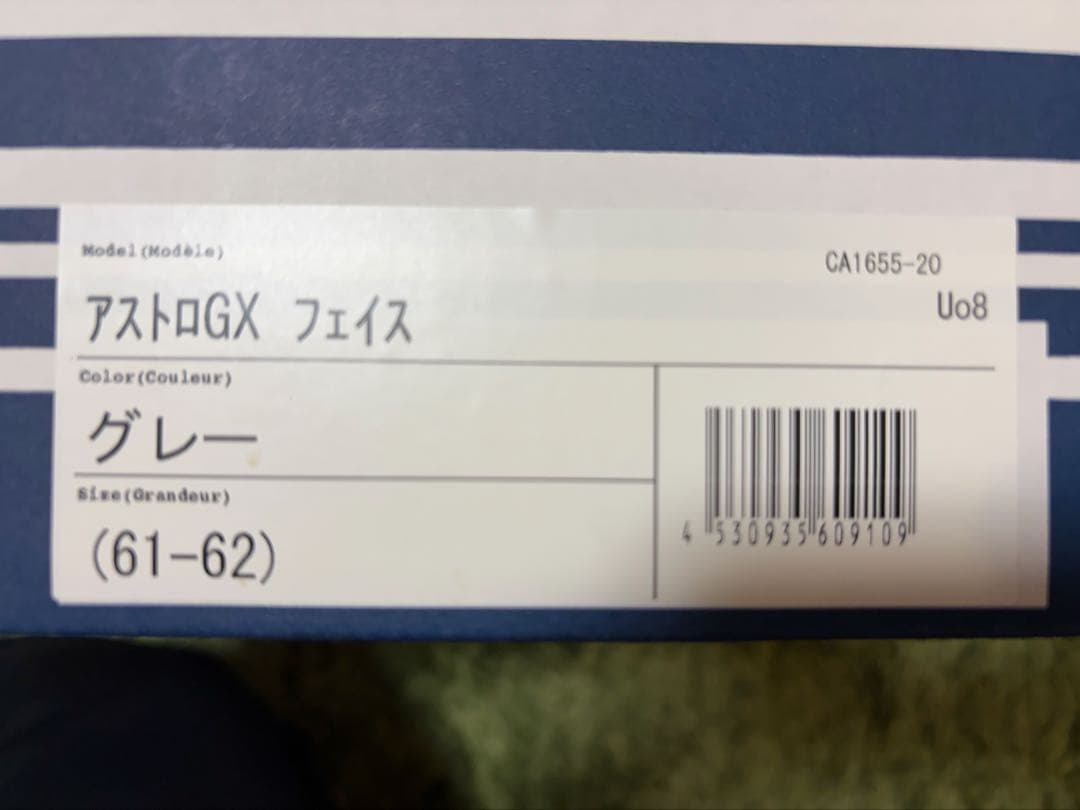 Model(Modèle)
CA1655-20
アストロGX フェイス
Uo8
Color(Couleur)
グレー
Size(Grandeur)
(61-62)
4 530935 609109